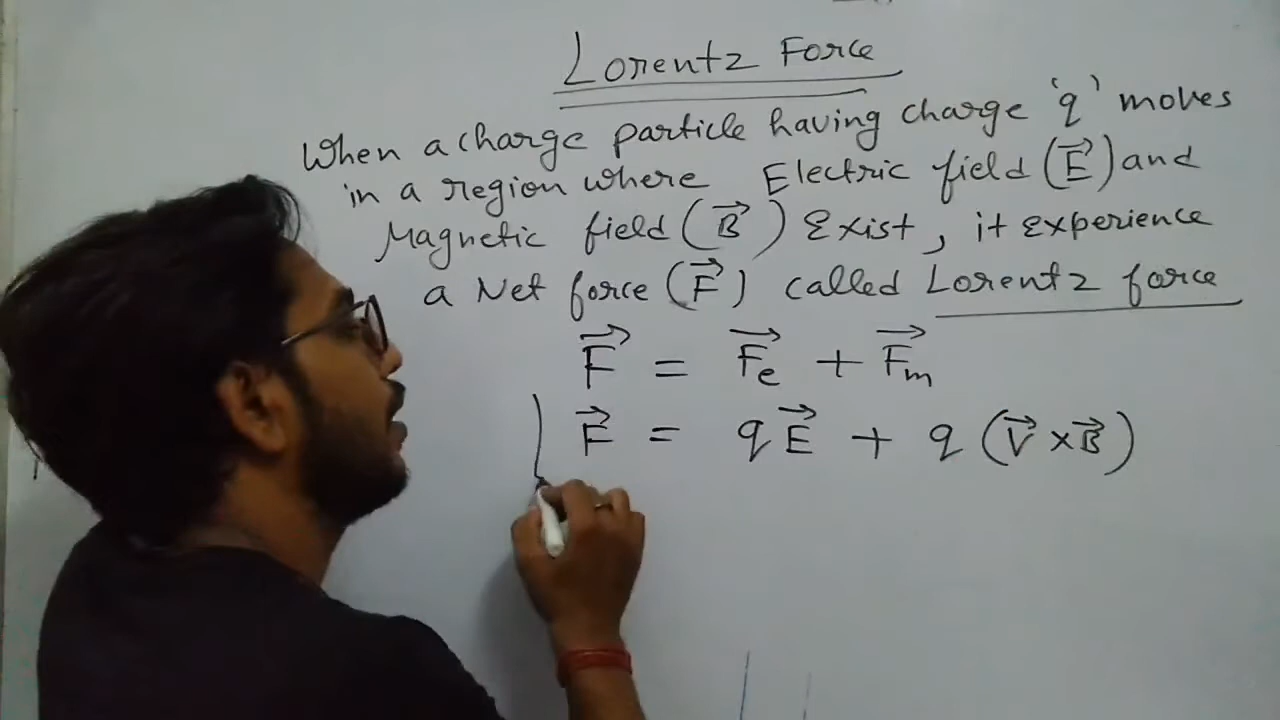 Lorentz Force
When a charge particle having charge 'q' moves
in a region where Electric field (E⃗) and
Magnetic field (B⃗) Exist, it experience
a Net force (F⃗) called Lorentz force
F⃗ = F⃗e + F⃗m
F⃗ = qE⃗ + q (V⃗ × B⃗)